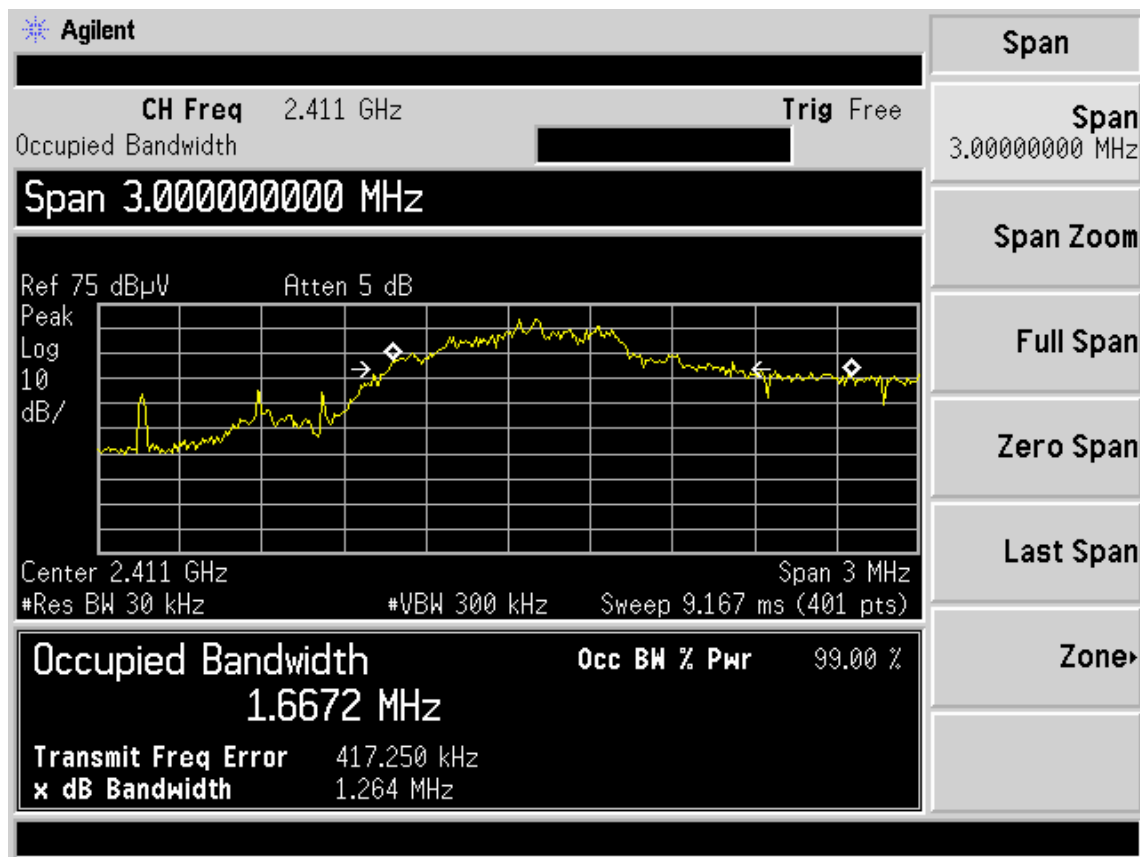 Agilent
Span
CH Freq 2.411 GHz Trig Free
Occupied Bandwidth
Span
3.00000000 MHz
Span 3.000000000 MHz
Span Zoom
Ref 75 dBµV Atten 5 dB
Peak
Log
10
dB/
Full Span
Zero Span
Last Span
Center 2.411 GHz Span 3 MHz
#Res BW 30 kHz #VBW 300 kHz Sweep 9.167 ms (401 pts)
Occupied Bandwidth Occ BW % Pwr 99.00 %
1.6672 MHz
Zone
Transmit Freq Error 417.250 kHz
x dB Bandwidth 1.264 MHz